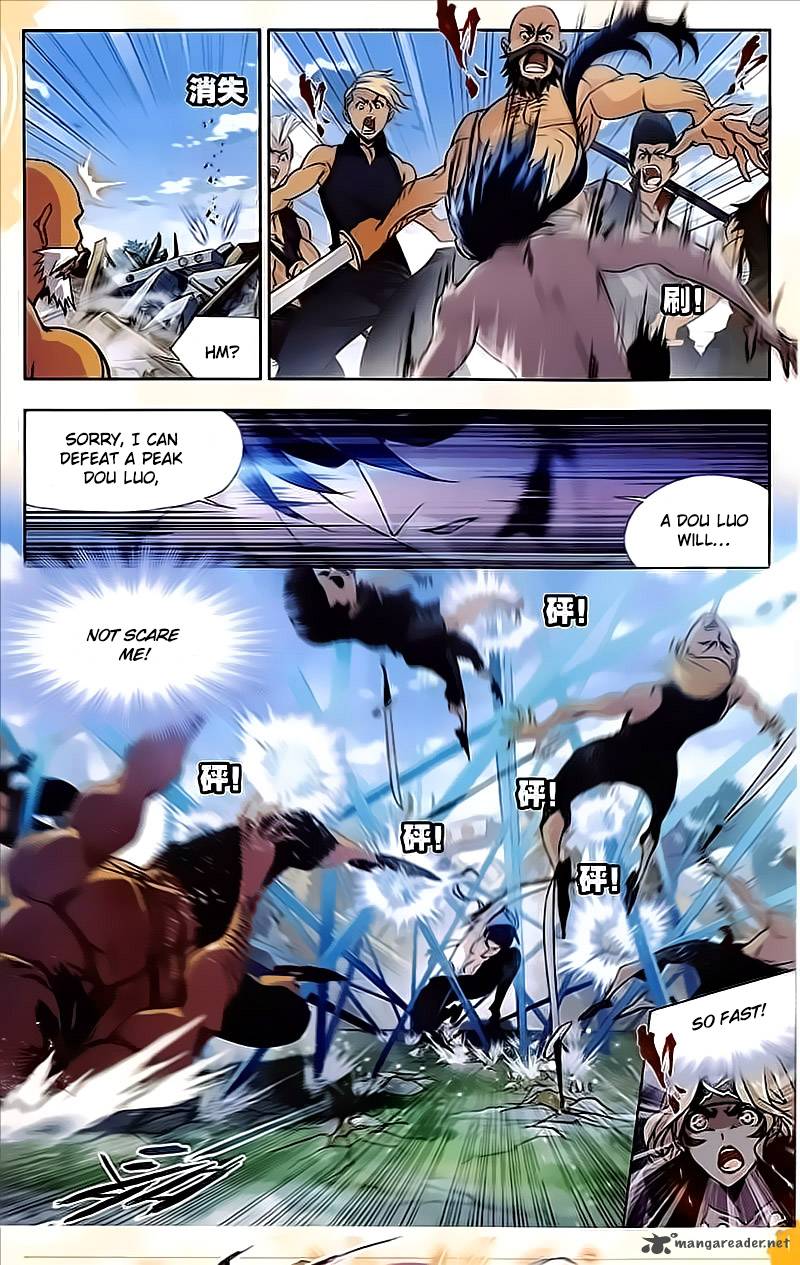 消失
HM?
刷!
SORRY, I CAN
DEFEAT A PEAK
DOU LUO,
A DOU LUO
WILL...
NOT SCARE
ME!
砰!
砰!
砰!
砰!
砰!
SO FAST!
mangareader.net